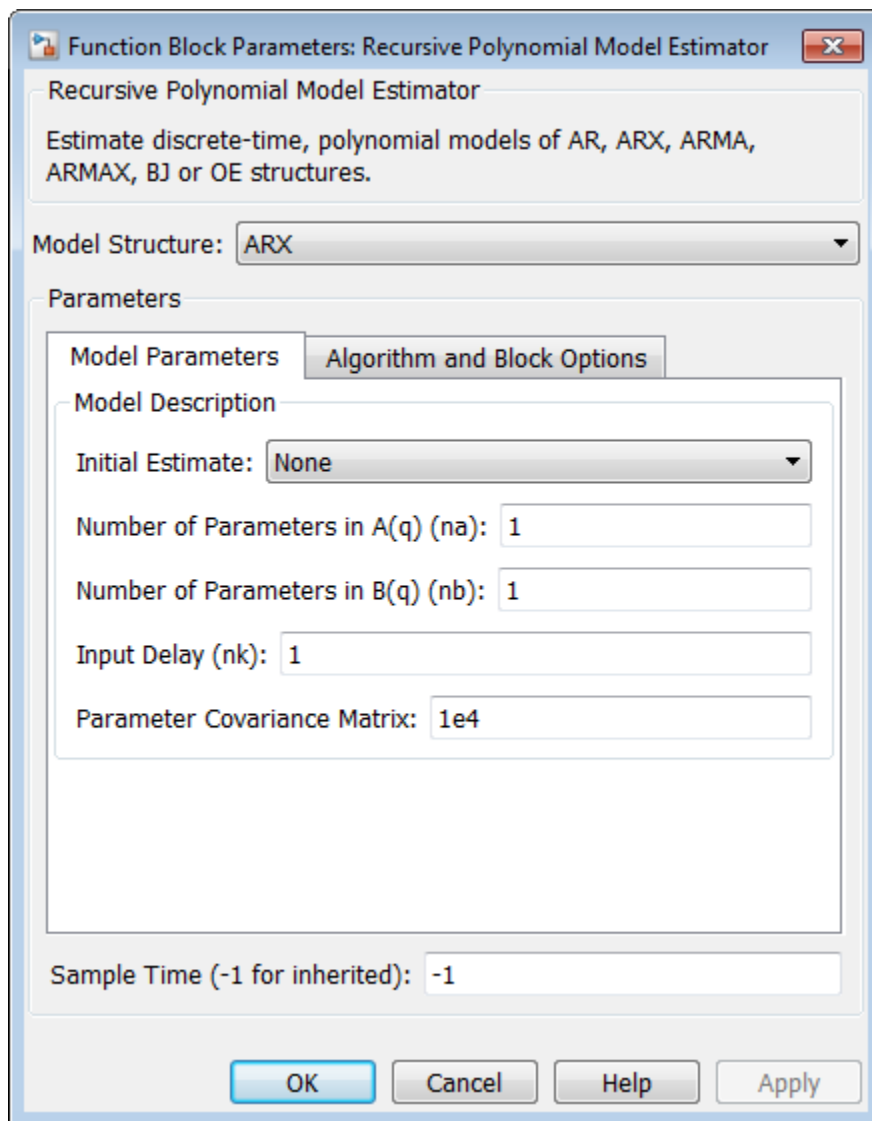 Function Block Parameters: Recursive Polynomial Model Estimator
Recursive Polynomial Model Estimator
Estimate discrete-time, polynomial models of AR, ARX, ARMA,
ARMAX, BJ or OE structures.
Model Structure: ARX
Parameters
Model Parameters Algorithm and Block Options
Model Description
Initial Estimate: None
Number of Parameters in A(q) (na): 1
Number of Parameters in B(q) (nb): 1
Input Delay (nk): 1
Parameter Covariance Matrix: 1e4
Sample Time (-1 for inherited): -1
OK Cancel Help Apply